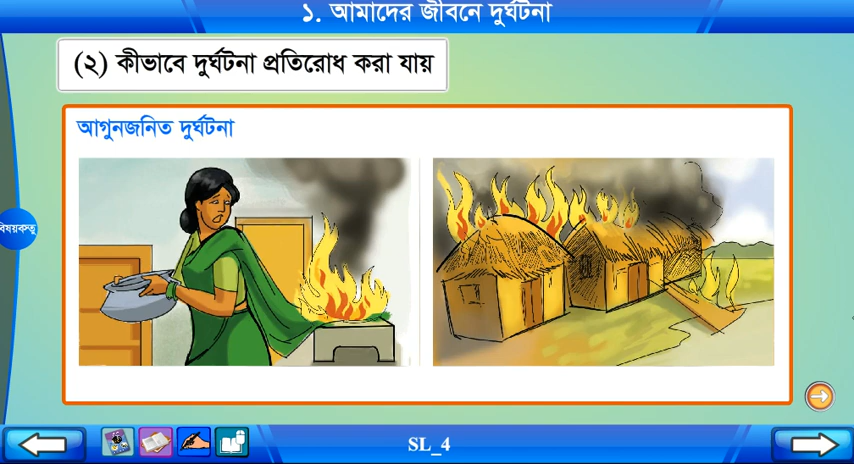 ১. আমাদের জীবনে দুর্ঘটনা
(২) কীভাবে দুর্ঘটনা প্রতিরোধ করা যায়
আগুনজনিত দুর্ঘটনা
বিষয়বস্তু
SL_4